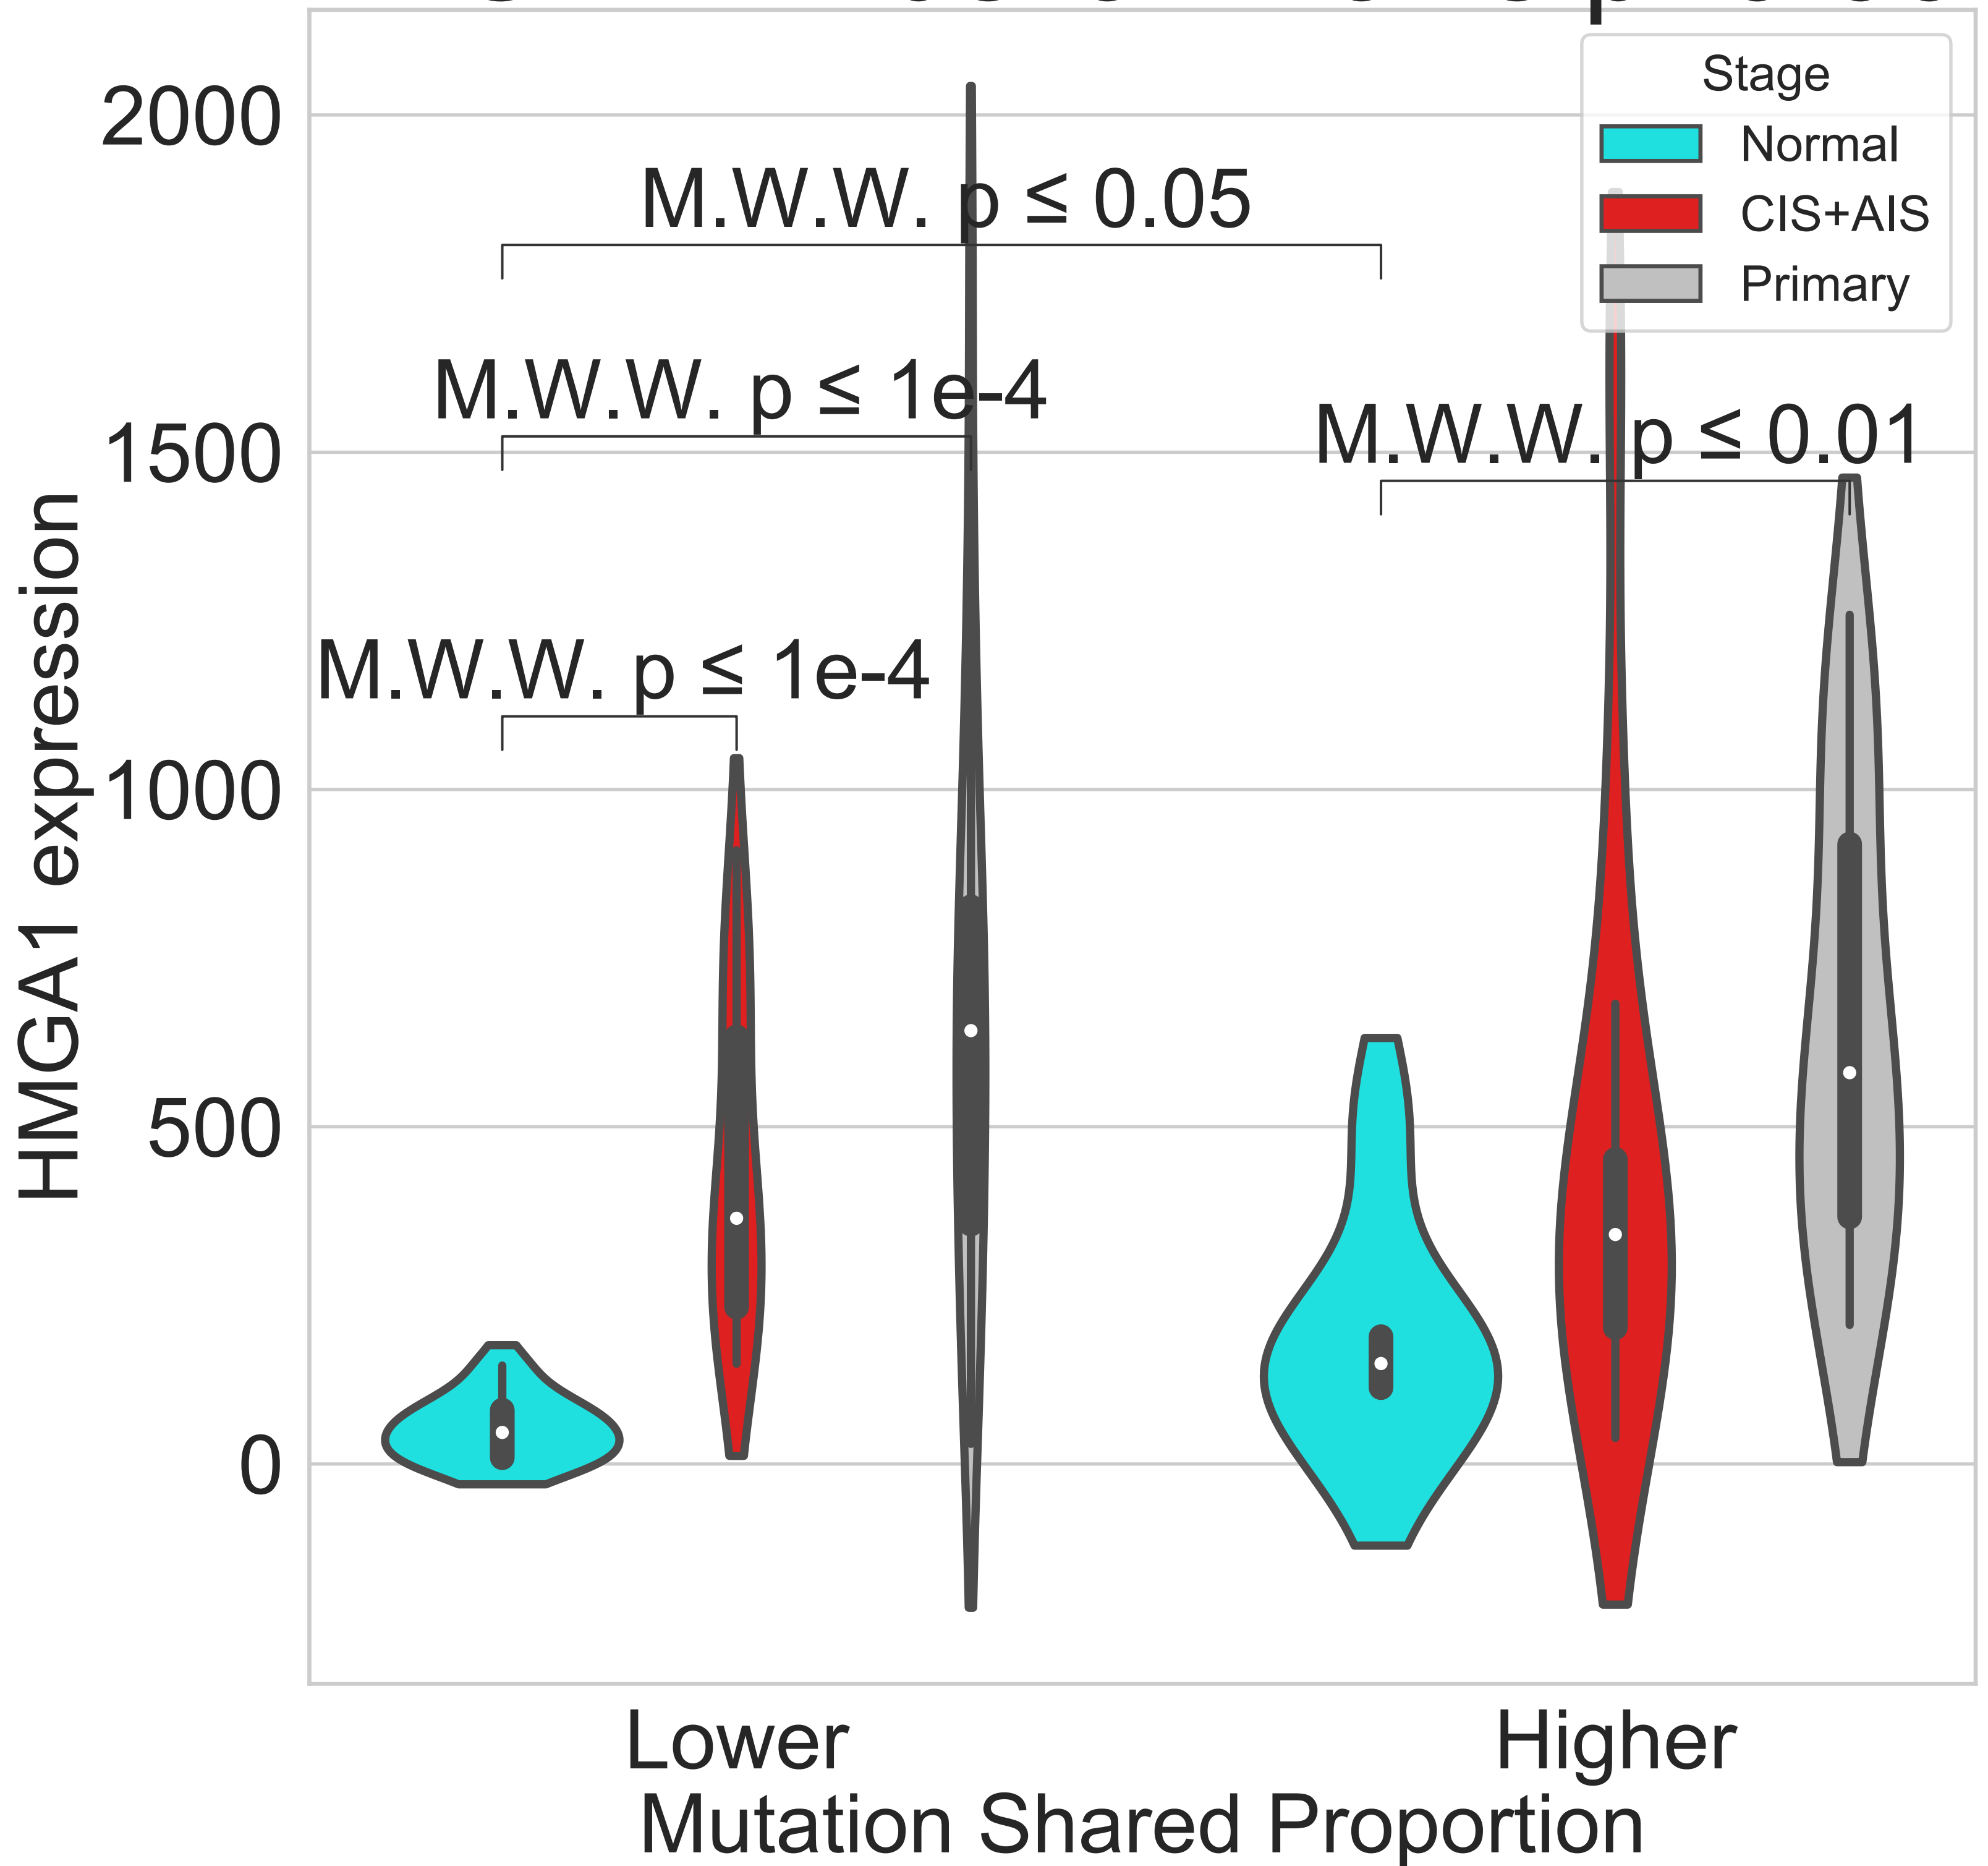 Stage
Normal
CIS+AIS
Primary
2000
1500
1000
500
0
HMGA1 expression
M.W.W. p ≤ 0.05
M.W.W. p ≤ 1e-4
M.W.W. p ≤ 0.01
M.W.W. p ≤ 1e-4
Lower
Higher
Mutation Shared Proportion